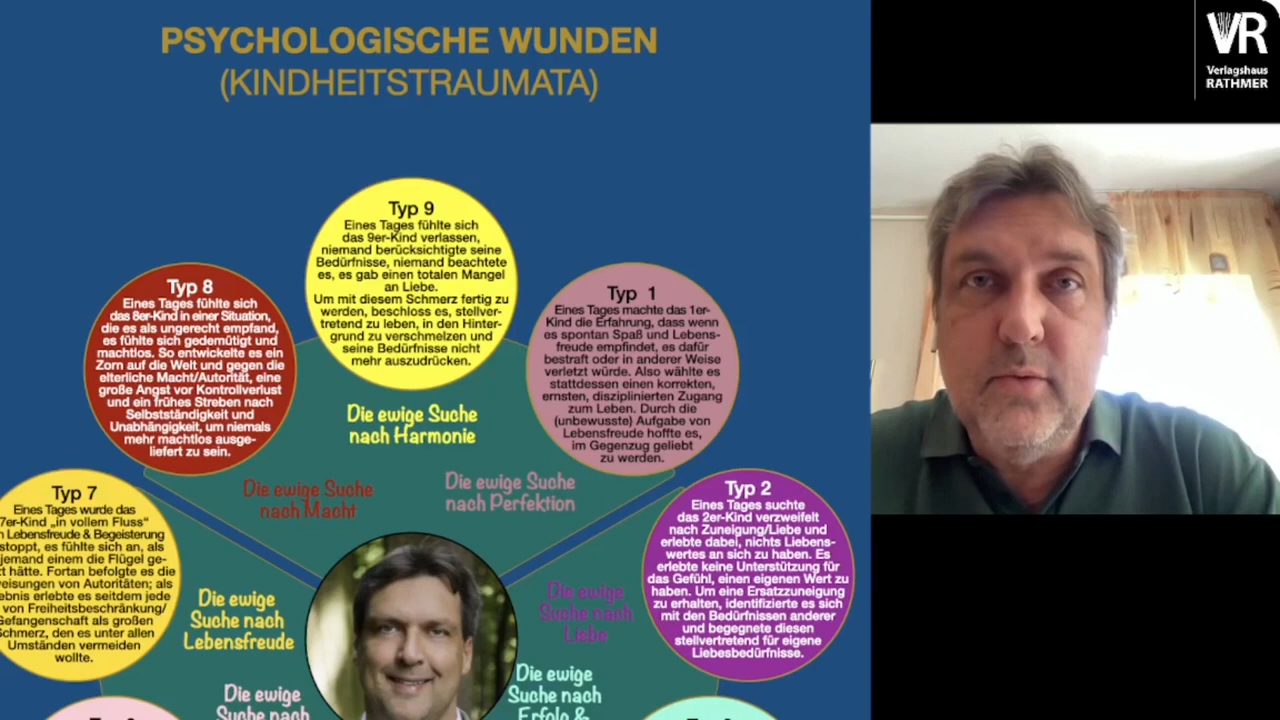 PSYCHOLOGISCHE WUNDEN
(KINDHEITSTRAUMATA)
VR
Verlagshaus
RATHMER
Typ 9
Eines Tages fühlte sich
das 9er-Kind verlassen,
niemand berücksichtigte seine
Bedürfnisse, niemand beachtete
es, es gab einen totalen Mangel
an Liebe.
Um mit diesem Schmerz fertig zu
werden, beschloss es, stellver-
tretend zu leben, in den Hinter-
grund zu verschmelzen und
seine Bedürfnisse nicht
mehr auszudrücken.
Typ 8
Eines Tages fühlte sich
das 8er-Kind in einer Situation,
die es als ungerecht empfand,
es fühlte sich gedemütigt und
machtlos. So entwickelte es ein
Zorn auf die Welt und gegen die
elterliche Macht/Autorität, eine
große Angst vor Kontrollverlust
und ein frühes Streben nach
Selbstständigkeit und
Unabhängigkeit, um niemals
mehr machtlos ausge-
liefert zu sein.
Typ 1
Eines Tages machte das 1er-
Kind die Erfahrung, dass wenn
es spontan Spaß und Lebens-
freude empfindet, es dafür
bestraft oder in anderer Weise
verletzt würde. Also wählte es
stattdessen einen korrekten,
ernsten, disziplinierten Zugang
zum Leben. Durch die
(unbewusste) Aufgabe von
Lebensfreude hoffte es,
im Gegenzug geliebt
zu werden.
Die ewige Suche
nach Harmonie
Die ewige Suche
nach Macht
Die ewige Suche
nach Perfektion
Typ 7
Eines Tages wurde das
7er-Kind „in vollem Fluss“
n Lebensfreude & Begeisterung
stoppt, es fühlte sich an, als
jemand einem die Flügel ge-
zt hätte. Fortan befolgte es die
eisungen von Autoritäten; als
ebnis erlebte es seitdem jede
von Freiheitsbeschränkung/
Gefangenschaft als großen
Schmerz, den es unter allen
Umständen vermeiden
wollte.
Typ 2
Eines Tages suchte
das 2er-Kind verzweifelt
nach Zuneigung/Liebe und
erlebte dabei, nichts Liebens-
wertes an sich zu haben. Es
erlebte keine Unterstützung für
das Gefühl, einen eigenen Wert zu
haben. Um eine Ersatzzuneigung
zu erhalten, identifizierte es sich
mit den Bedürfnissen anderer
und begegnete diesen
stellvertretend für eigene
Liebesbedürfnisse.
Die ewige
Suche nach
Lebensfreude
Die ewige
Suche nach
Liebe
Die ewige
Suche nach
Die ewige
Suche nach
Erfolg &